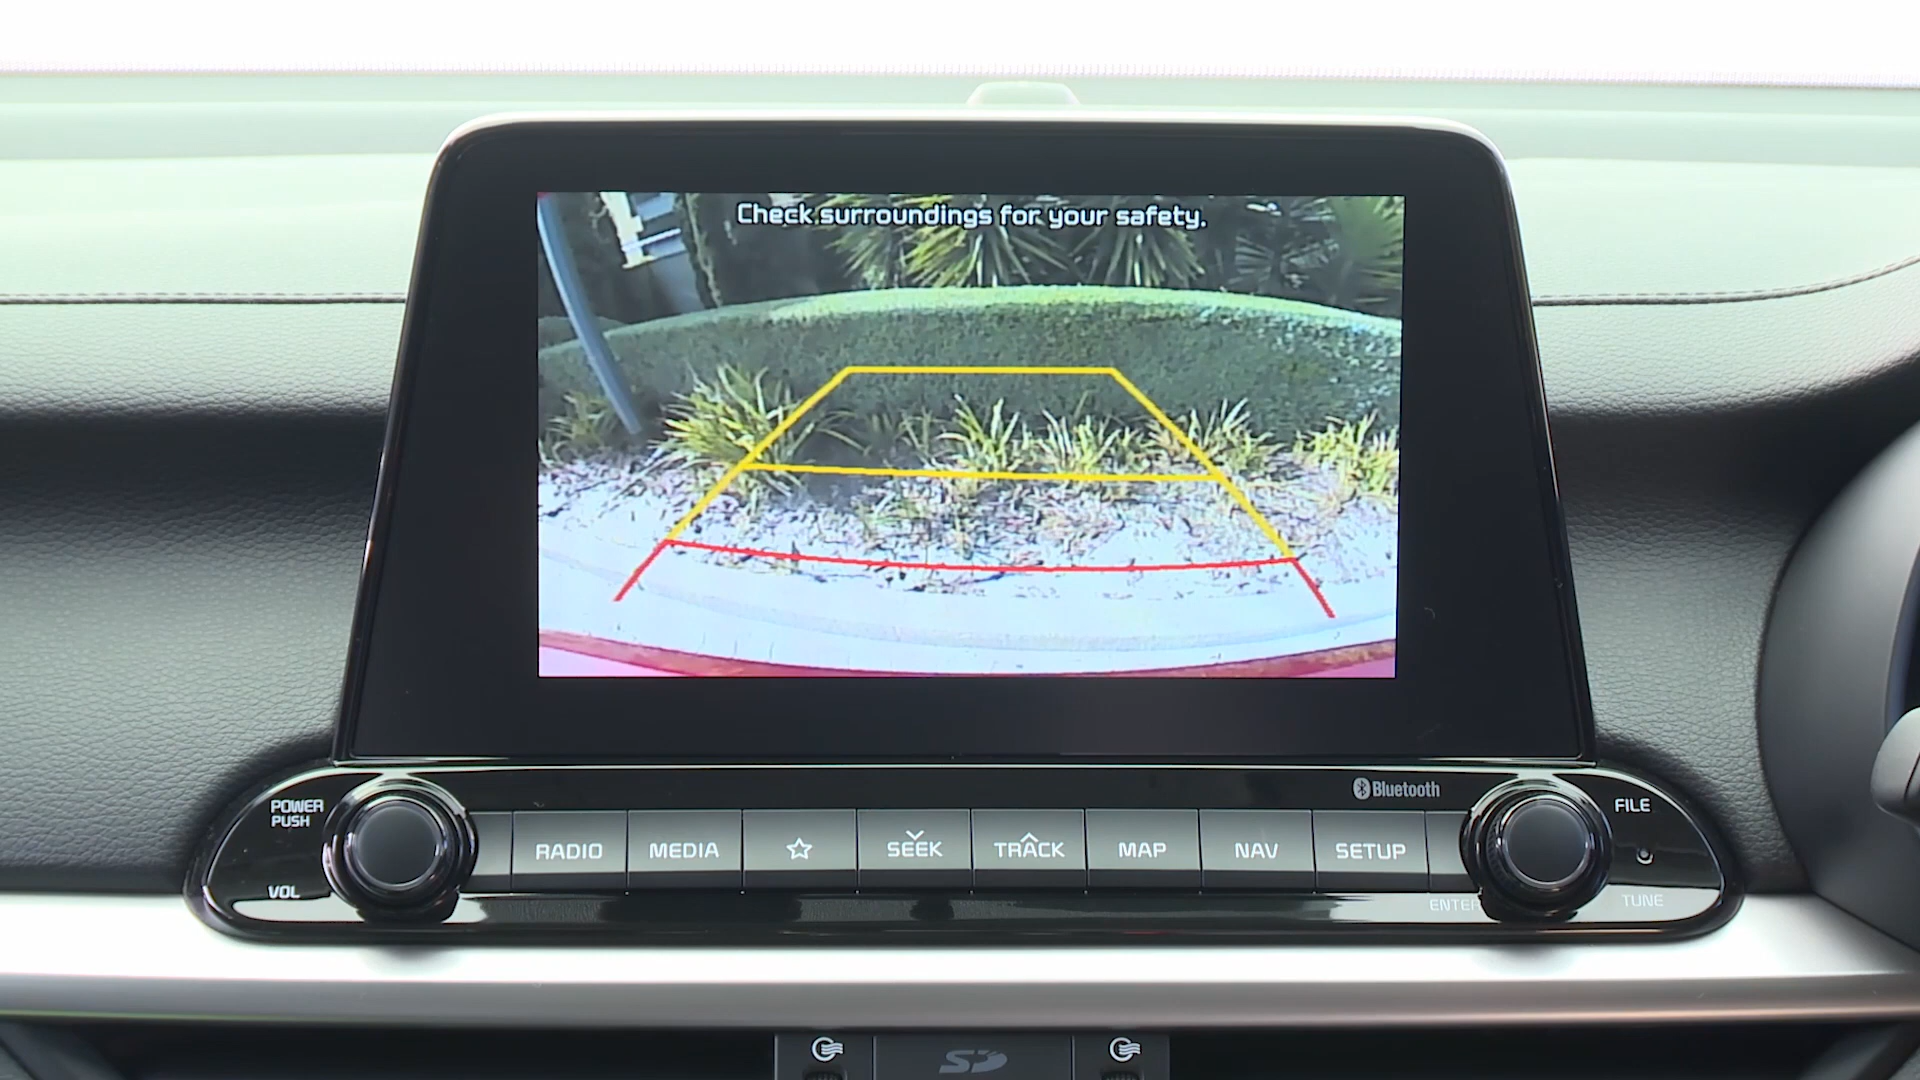 Check surroundings for your safety.
Bluetooth
POWER
PUSH
FILE
RADIO
MEDIA
SEEK
TRACK
MAP
NAV
SETUP
VOL
ENTER
TUNE
SD